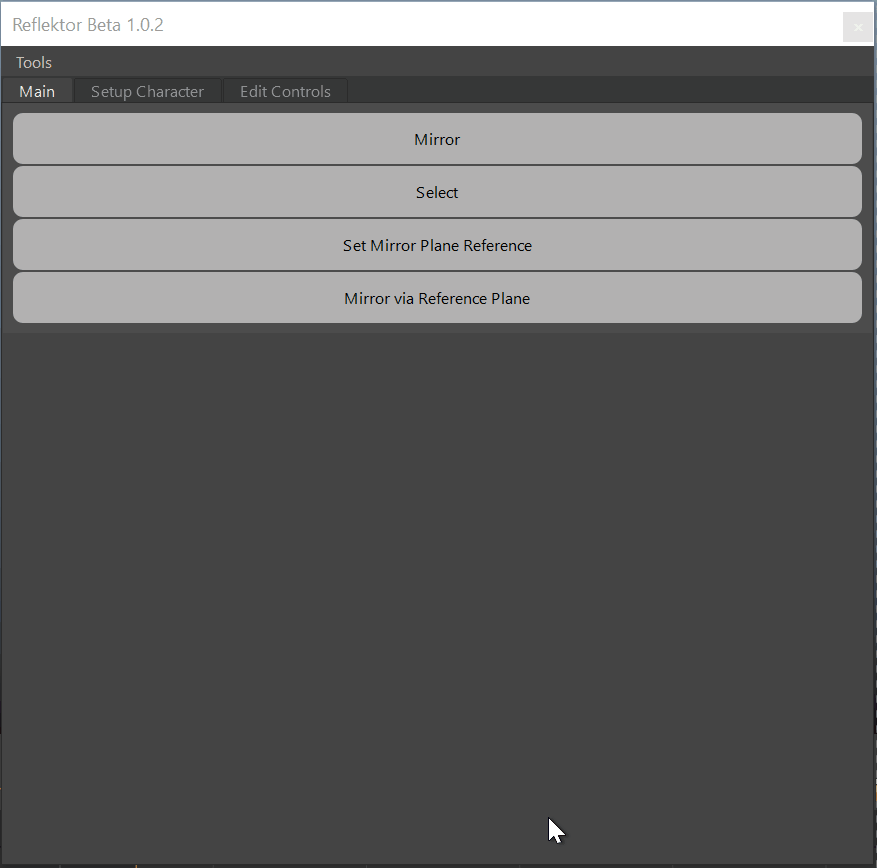 Reflektor Beta 1.0.2
Tools
Main Setup Character Edit Controls
Mirror
Select
Set Mirror Plane Reference
Mirror via Reference Plane